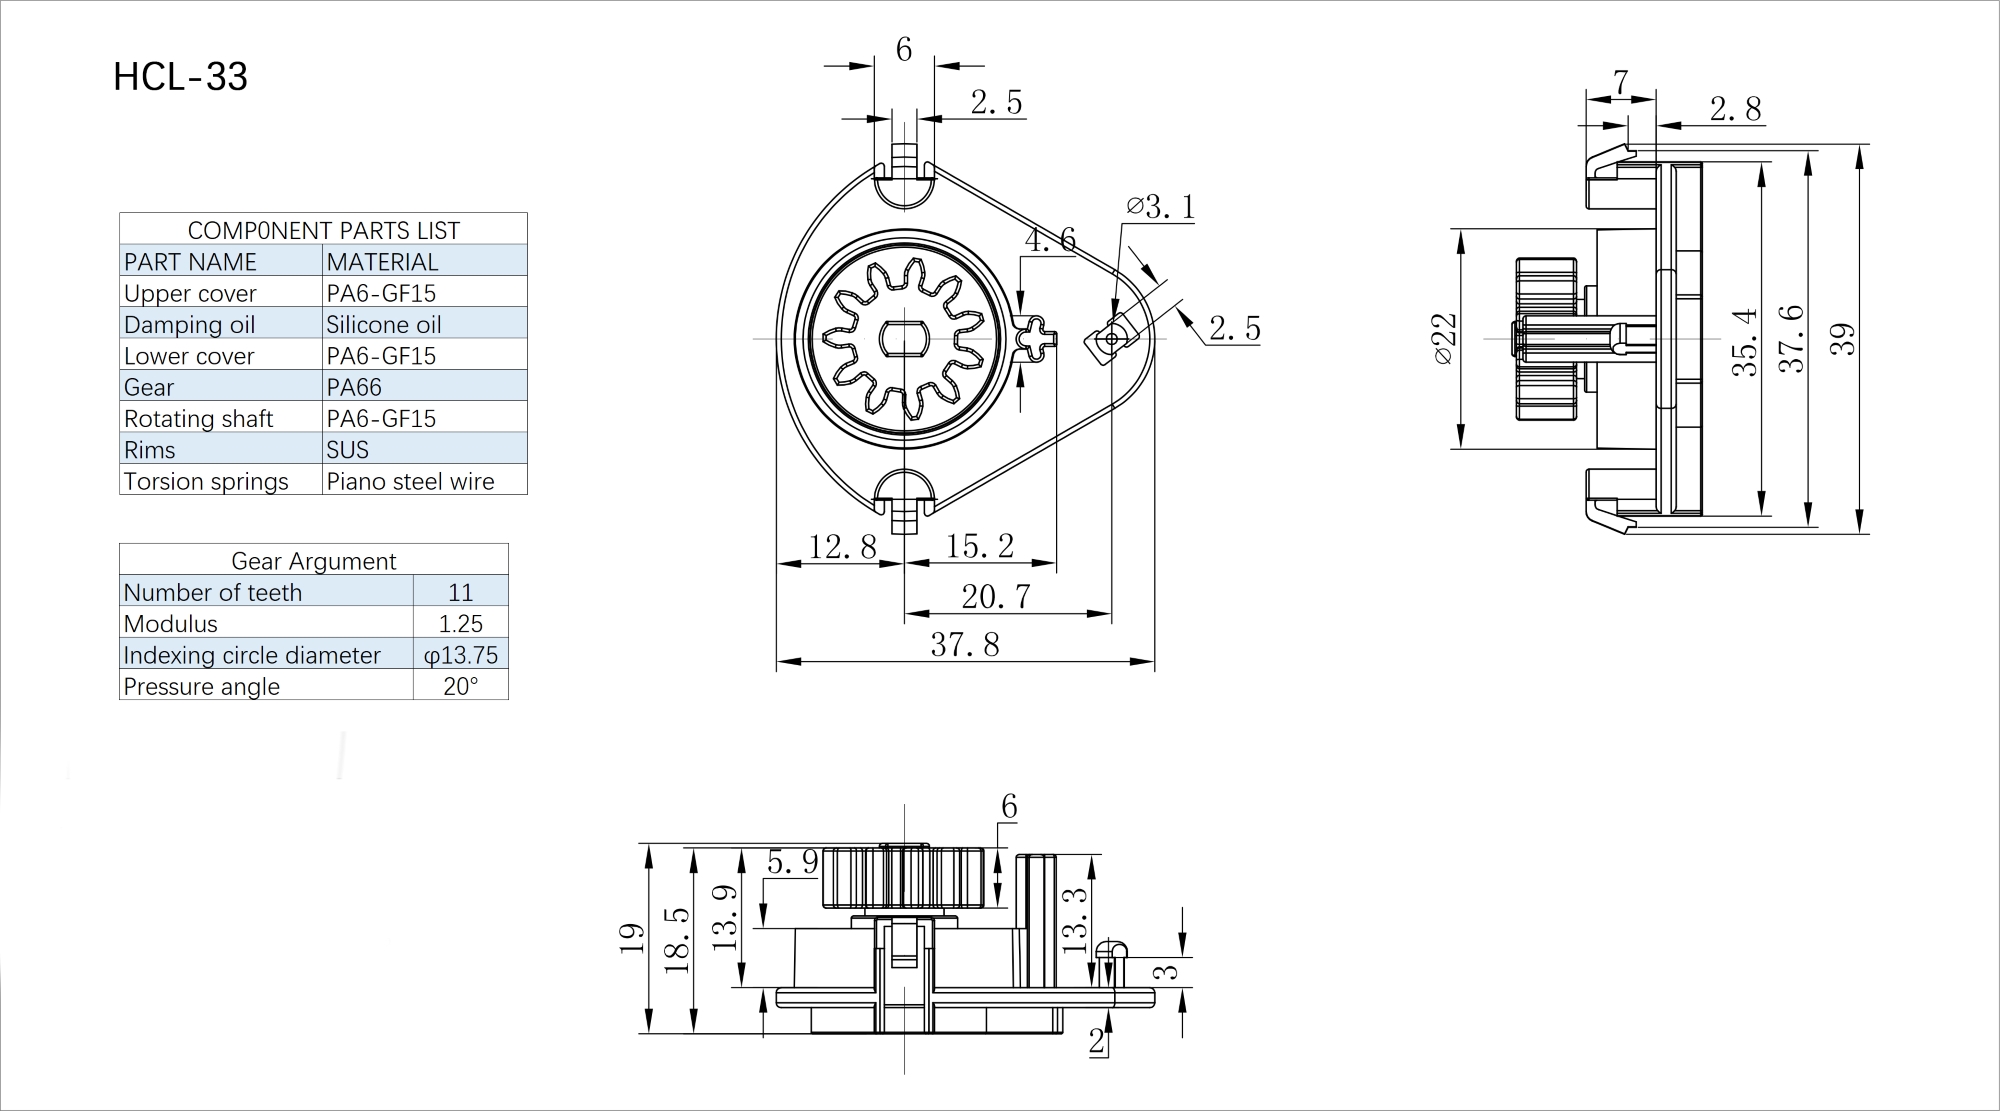 HCL-33
COMP0NENT PARTS LIST
PART NAME MATERIAL
Upper cover PA6-GF15
Damping oil Silicone oil
Lower cover PA6-GF15
Gear PA66
Rotating shaft PA6-GF15
Rims SUS
Torsion springs Piano steel wire
Gear Argument
Number of teeth 11
Modulus 1.25
Indexing circle diameter φ13.75
Pressure angle 20°
6
2.5
⌀3.1
4.6
2.5
12.8
15.2
20.7
37.8
7
2.8
⌀22
35.4
37.6
39
6
5.9
19
18.5
13.9
13.3
3
2